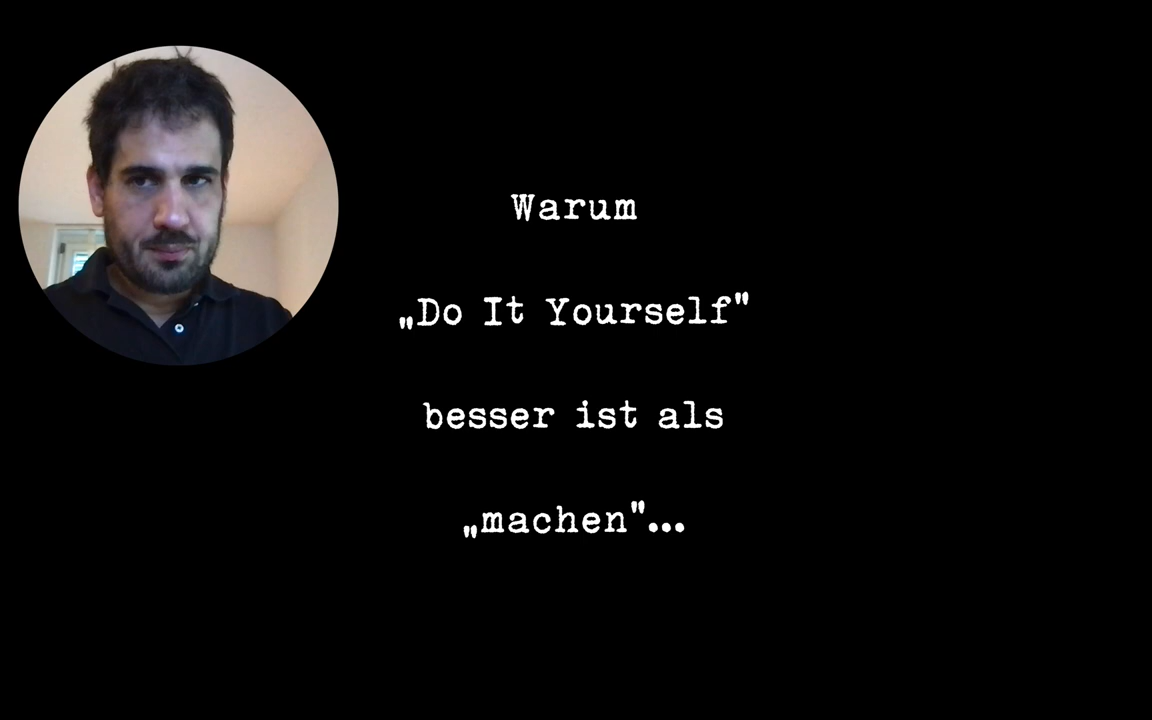 Warum
„Do It Yourself"
besser ist als
„machen"...